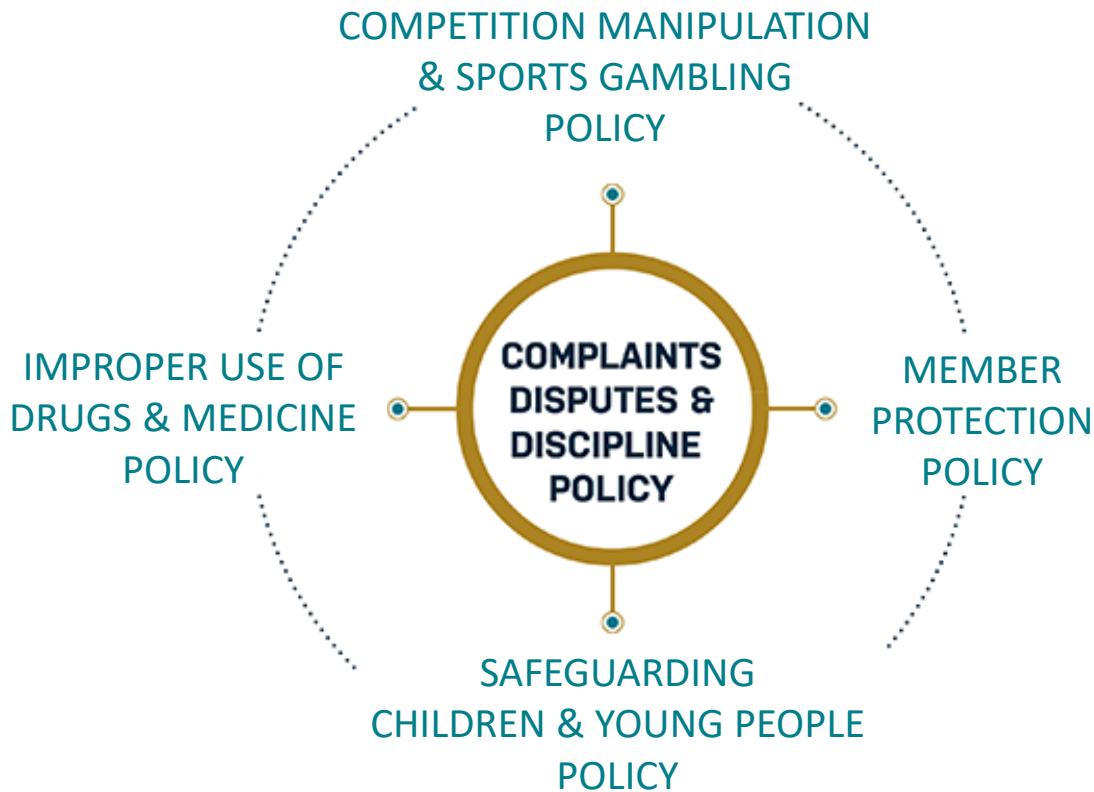 COMPETITION MANIPULATION
& SPORTS GAMBLING
POLICY
IMPROPER USE OF
DRUGS & MEDICINE
POLICY
COMPLAINTS
DISPUTES &
DISCIPLINE
POLICY
MEMBER
PROTECTION
POLICY
SAFEGUARDING
CHILDREN & YOUNG PEOPLE
POLICY